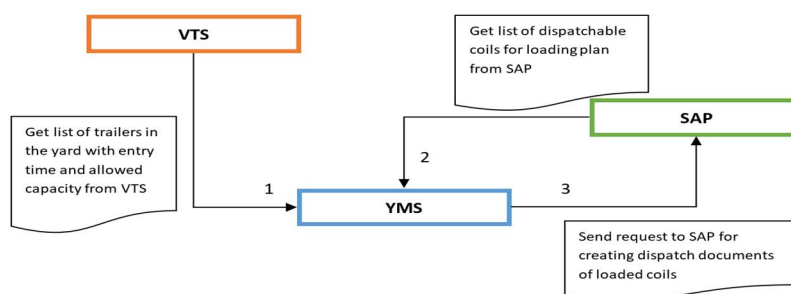 VTS
Get list of dispatchable
coils for loading plan
from SAP
SAP
Get list of trailers in
the yard with entry
time and allowed
capacity from VTS
2
1
3
YMS
Send request to SAP for
creating dispatch documents
of loaded coils